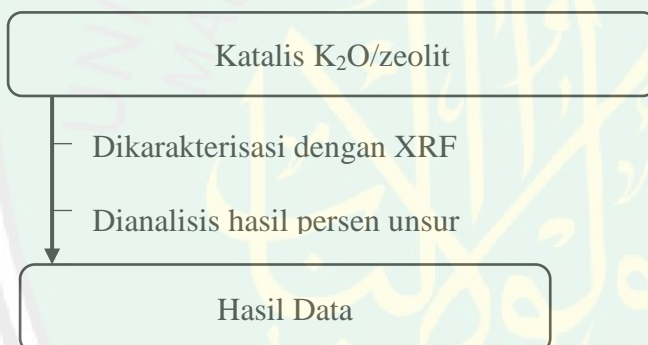 Katalis K₂O/zeolit
Dikarakterisasi dengan XRF
Dianalisis hasil persen unsur
Hasil Data